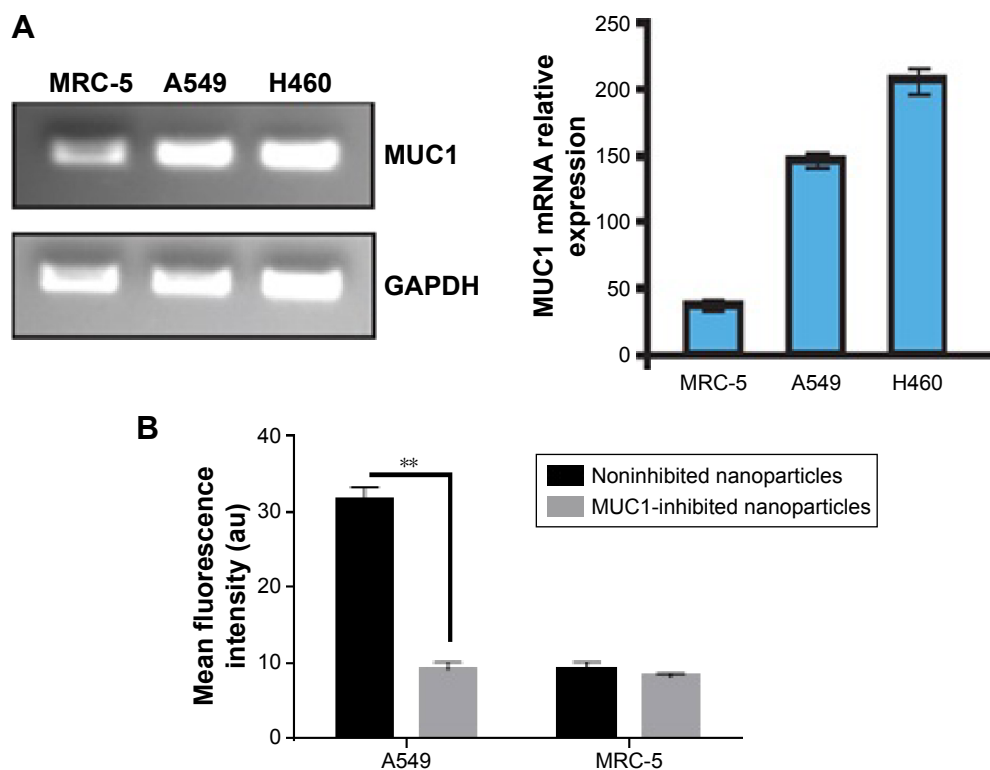 A
MRC-5 A549 H460
MUC1
GAPDH
MUC1 mRNA relative
expression
250
200
150
100
50
0
MRC-5 A549 H460
B
Mean fluorescence
intensity (au)
40
30
20
10
0
**
A549 MRC-5
Noninhibited nanoparticles
MUC1-inhibited nanoparticles